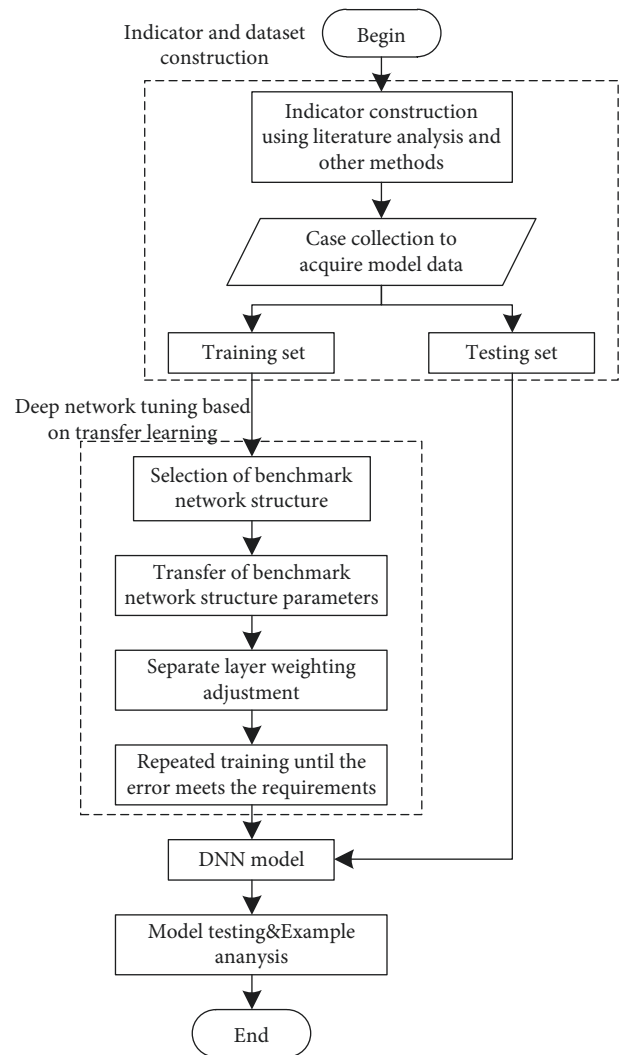 Indicator and dataset
construction
Begin
Indicator construction
using literature analysis and
other methods
Case collection to
acquire model data
Training set
Testing set
Deep network tuning based
on transfer learning
Selection of benchmark
network structure
Transfer of benchmark
network structure parameters
Separate layer weighting
adjustment
Repeated training until the
error meets the requirements
DNN model
Model testing&Example
ananysis
End